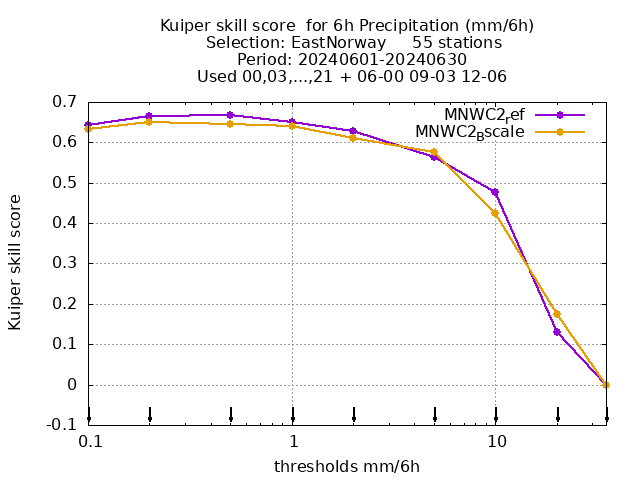 Kuiper skill score  for 6h Precipitation (mm/6h)
Selection: EastNorway     55 stations
Period: 20240601-20240630
Used 00,03,...,21 + 06-00 09-03 12-06
MNWC2ref
MNWC2Bscale
0.7
0.6
0.5
0.4
0.3
0.2
0.1
0
-0.1
0.1
1
10
Kuiper skill score
thresholds mm/6h